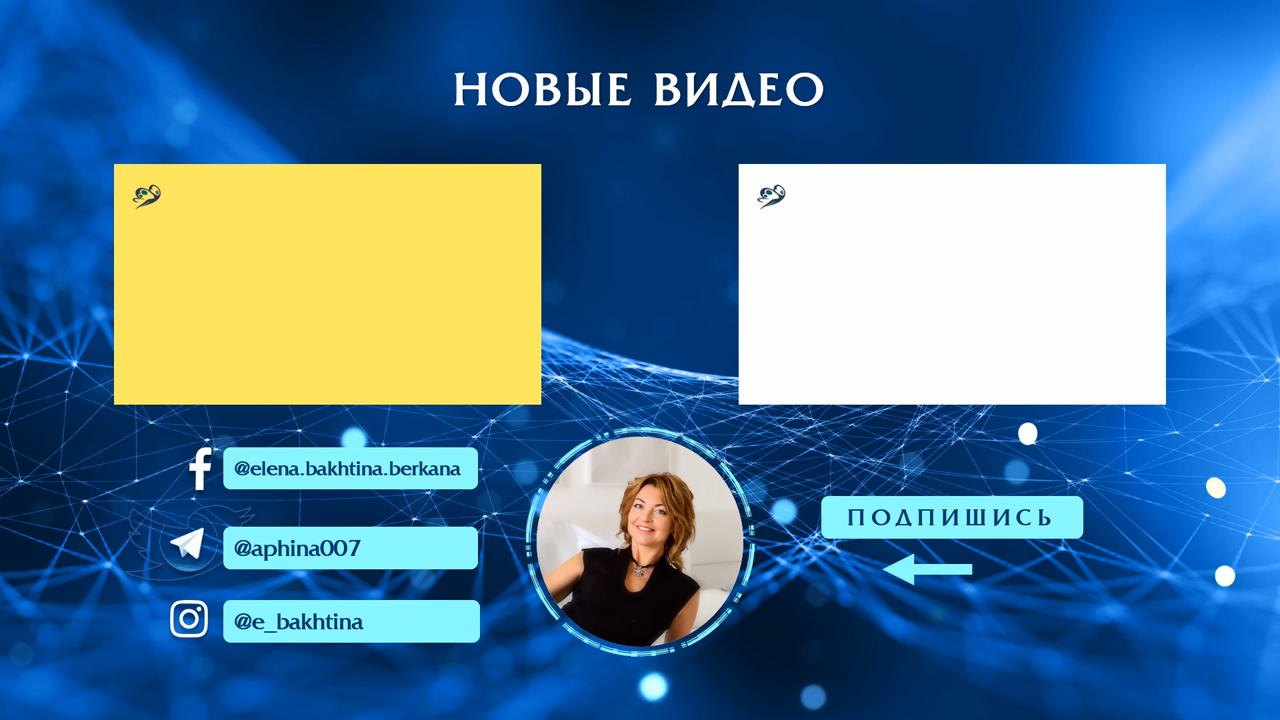 НОВЫЕ ВИДЕО
@elena.bakhtina.berkana
@aphina007
@e_bakhtina
ПОДПИШИСЬ